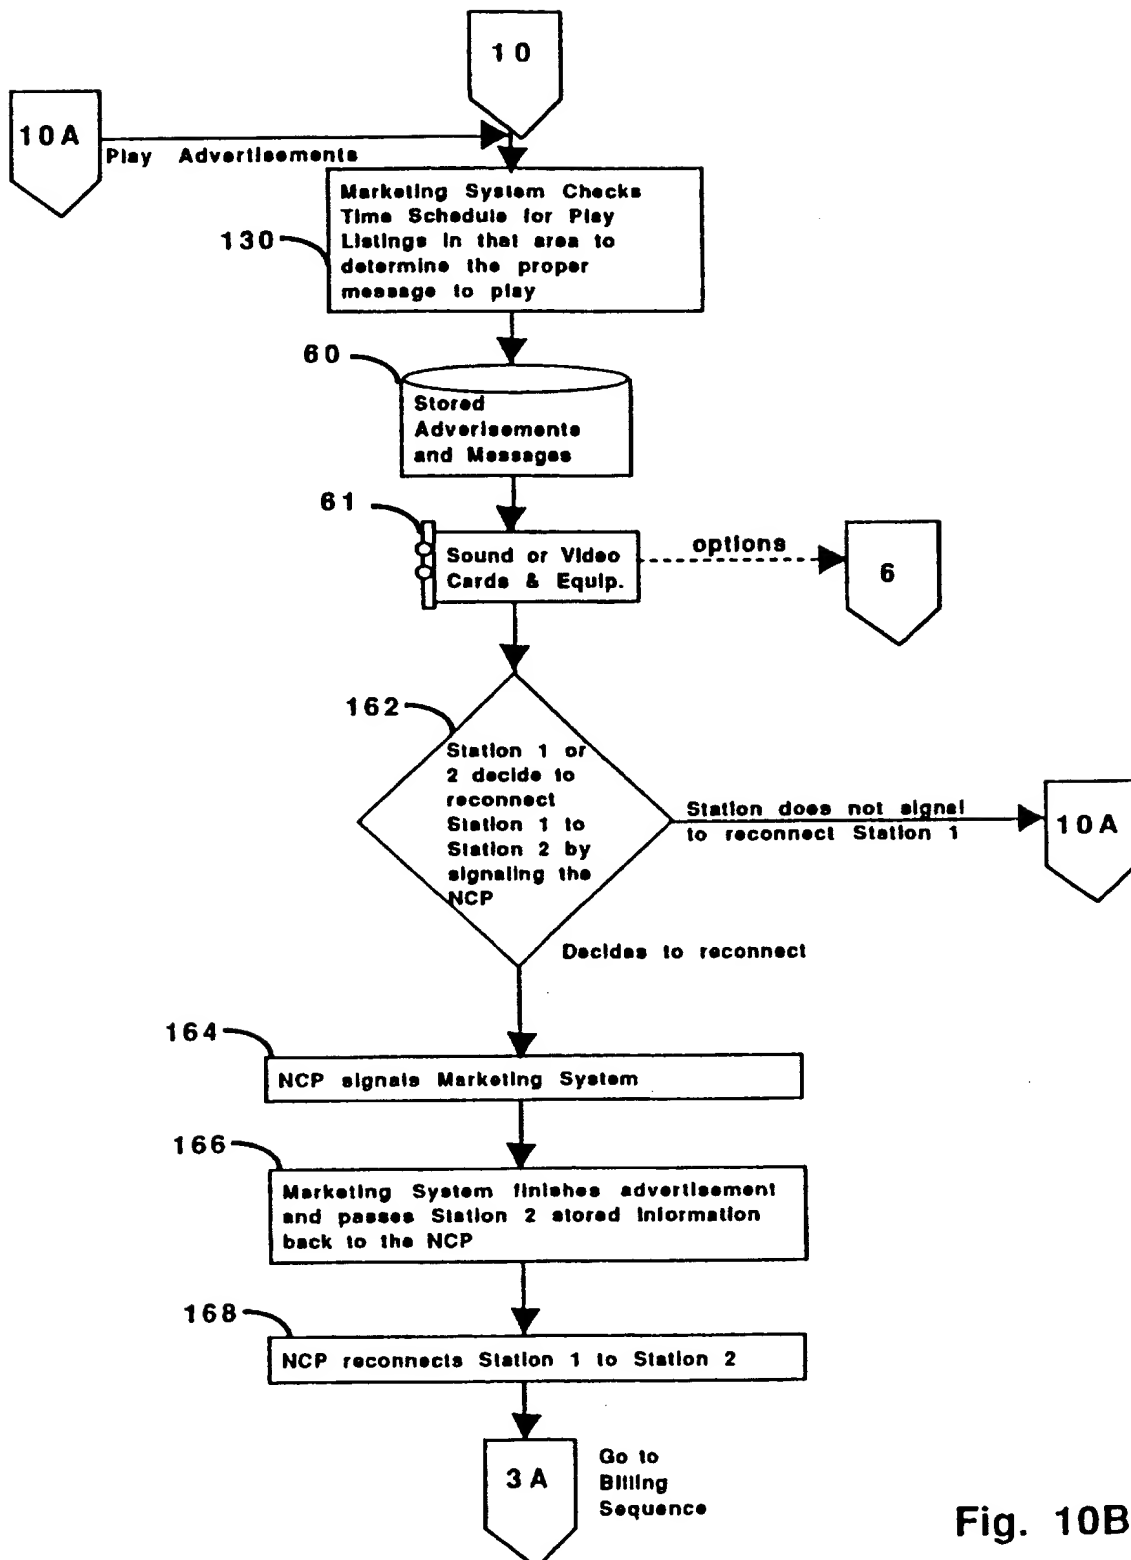 10
10A
Play Advertisements
130
Marketing System Checks
Time Schedule for Play
Listings in that area to
determine the proper
message to play
60
Stored
Adverisements
and Messages
61
Sound or Video
Cards & Equip.
options
6
162
Station 1 or
2 decide to
reconnect
Station 1 to
Station 2 by
signaling the
NCP
Station does not signal
to reconnect Station 1
10A
Decides to reconnect
164
NCP signals Marketing System
166
Marketing System finishes advertisement
and passes Station 2 stored Information
back to the NCP
168
NCP reconnects Station 1 to Station 2
3A
Go to
Billing
Sequence
Fig. 10B